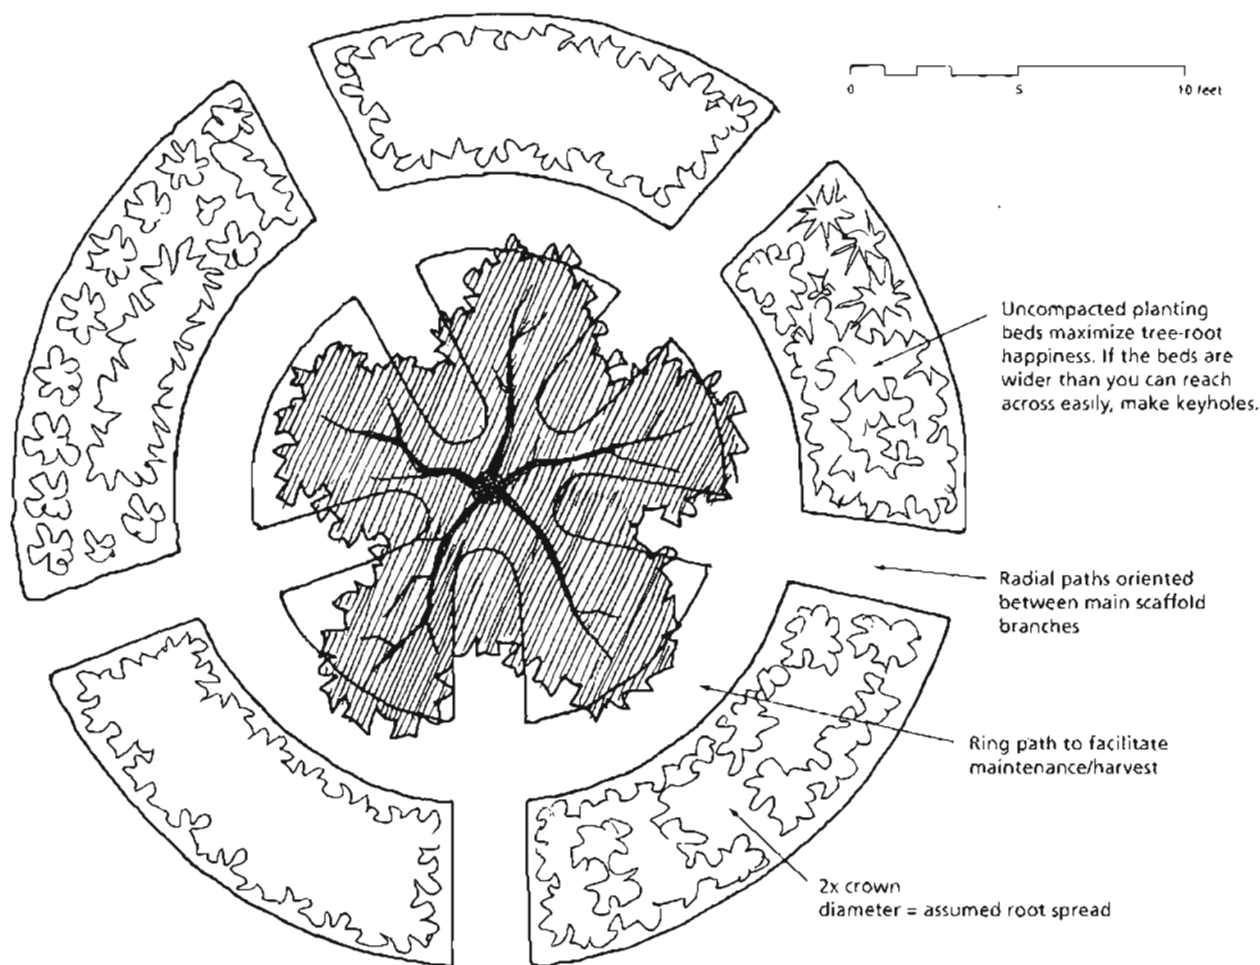 0 5 10 feet
Uncompacted planting
beds maximize tree-root
happiness. If the beds are
wider than you can reach
across easily, make keyholes.
Radial paths oriented
between main scaffold
branches
Ring path to facilitate
maintenance/harvest
2x crown
diameter = assumed root spread